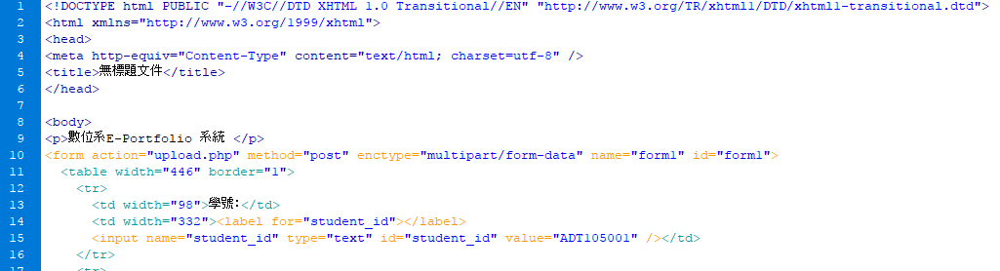 1 <!DOCTYPE html PUBLIC "-//W3C//DTD XHTML 1.0 Transitional//EN" "http://www.w3.org/TR/xhtml1/DTD/xhtml1-transitional.dtd">
2 <html xmlns="http://www.w3.org/1999/xhtml">
3 <head>
4 <meta http-equiv="Content-Type" content="text/html; charset=utf-8" />
5 <title>無標題文件</title>
6 </head>
7
8 <body>
9 <p>數位系E-Portfolio 系統 </p>
10 <form action="upload.php" method="post" enctype="multipart/form-data" name="form1" id="form1">
11 <table width="446" border="1">
12 <tr>
13 <td width="98">學號:</td>
14 <td width="332"><label for="student_id"></label>
15 <input name="student_id" type="text" id="student_id" value="ADT105001" /></td>
16 </tr>
17 <tr>